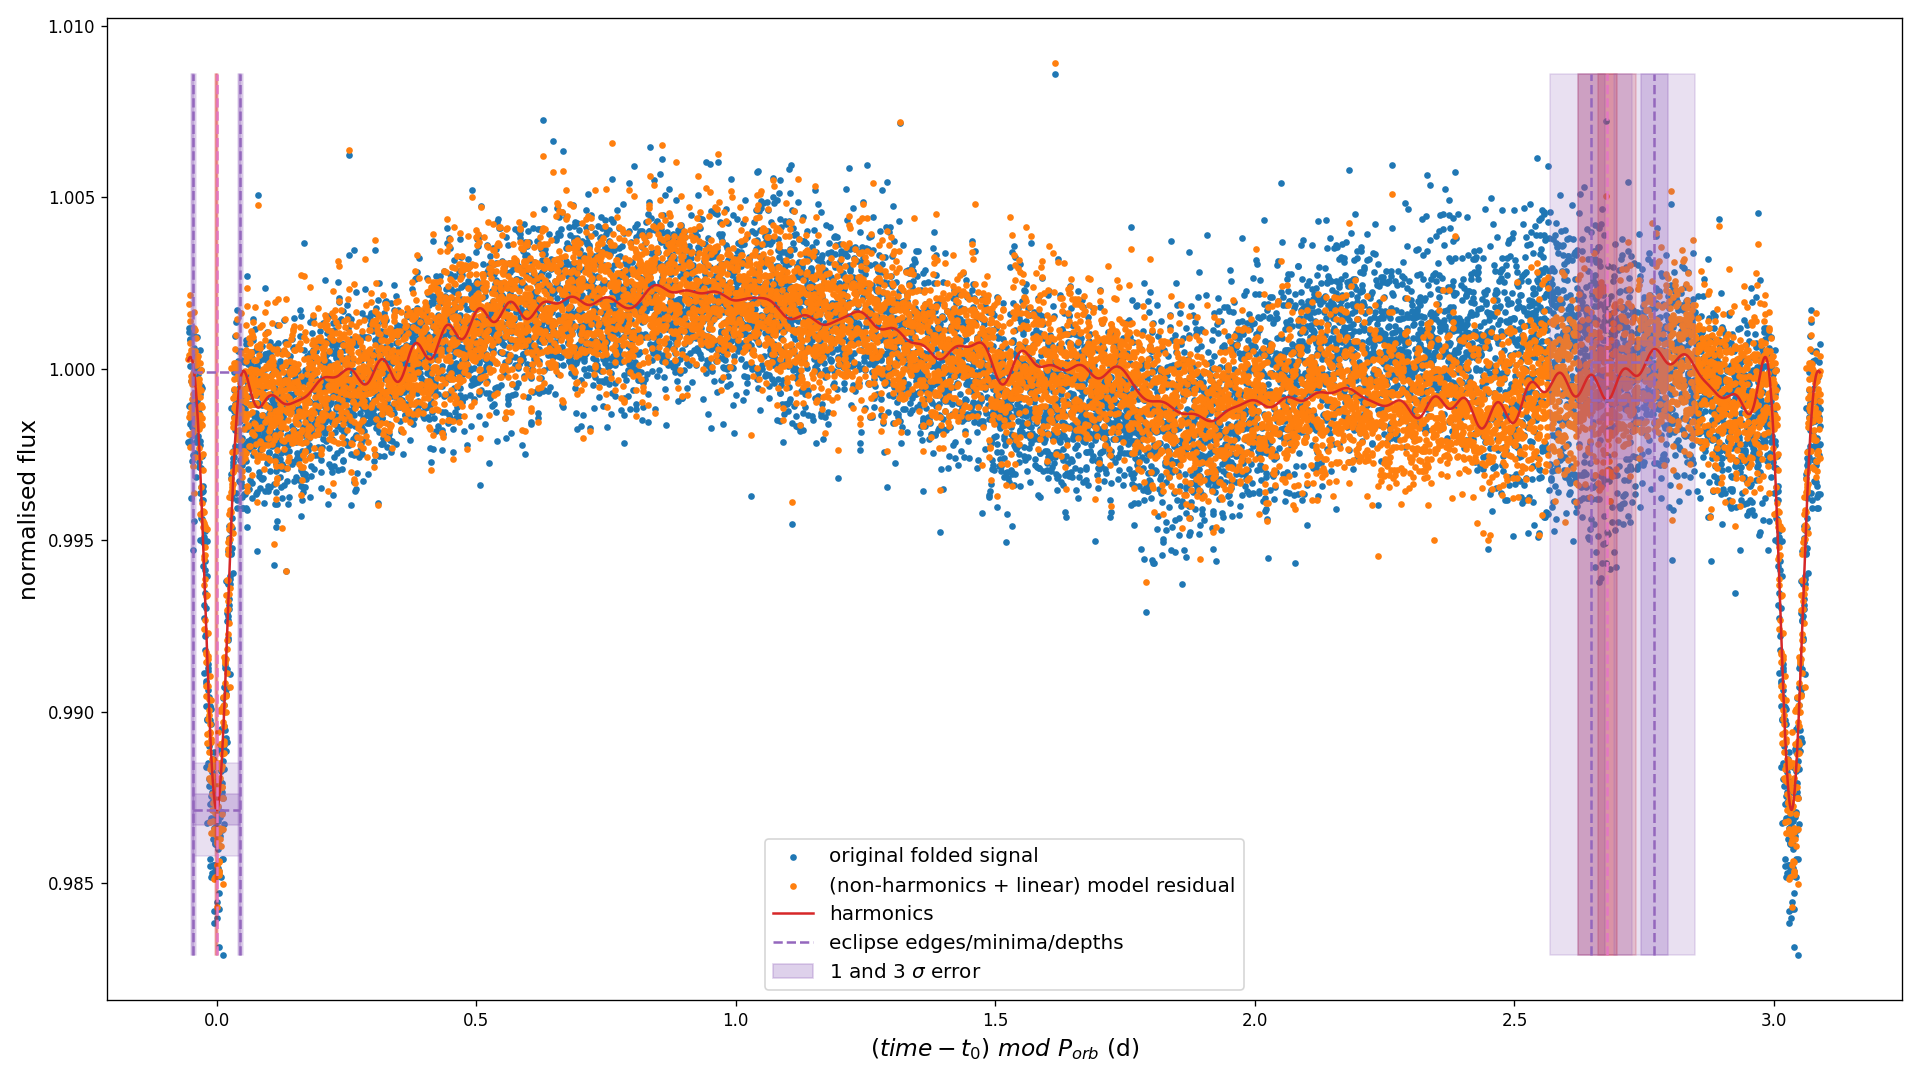 1.010
1.005
1.000
0.995
0.990
0.985
normalised flux
original folded signal
(non-harmonics + linear) model residual
harmonics
eclipse edges/minima/depths
1 and 3 σ error
0.0 0.5 1.0 1.5 2.0 2.5 3.0
(time − t₀) mod Pₒᵣb (d)